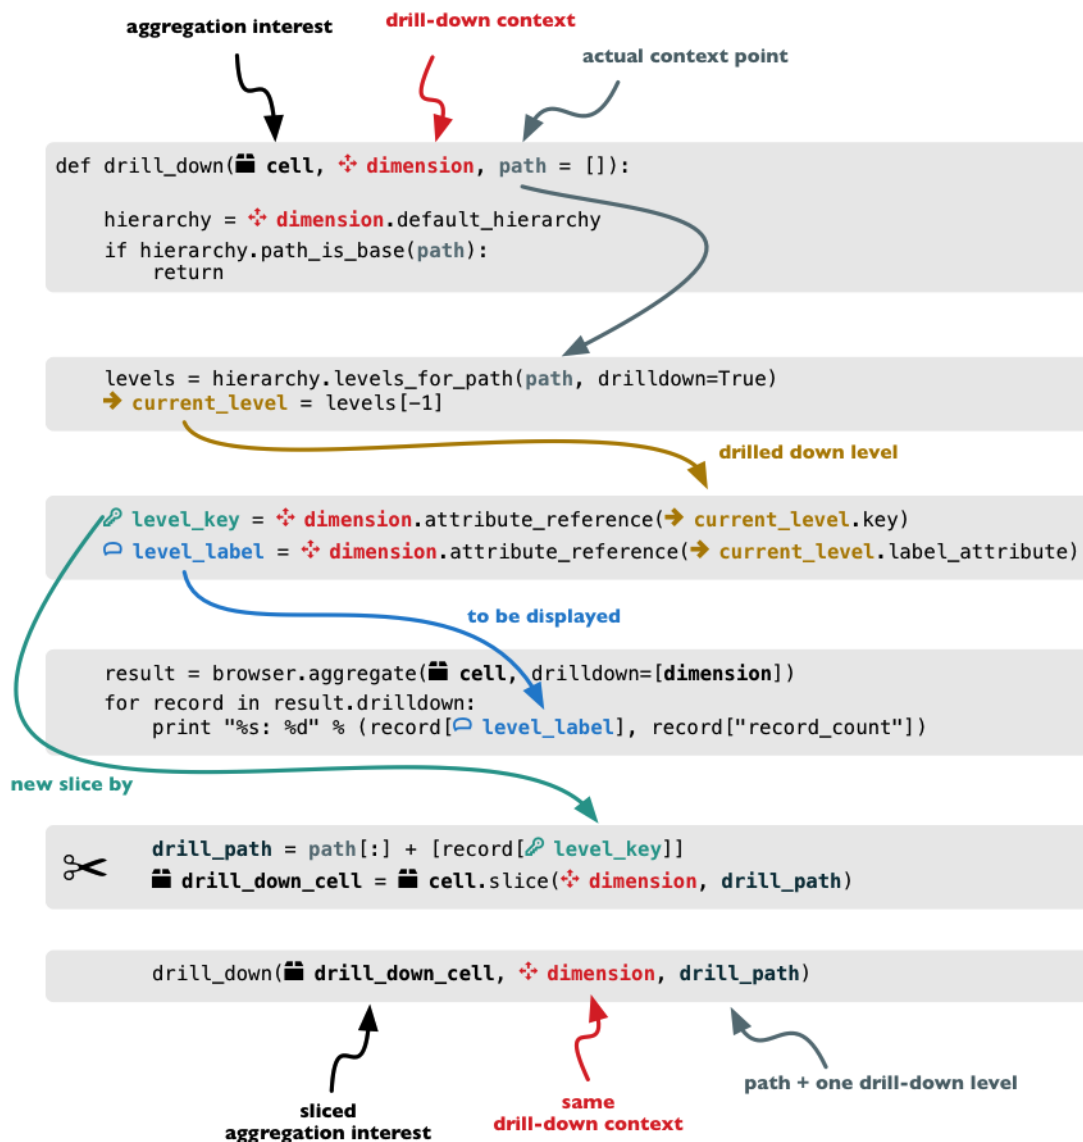 aggregation interest
drill-down context
actual context point
def drill_down(cell, dimension, path = []):
hierarchy = dimension.default_hierarchy
if hierarchy.path_is_base(path):
return
levels = hierarchy.levels_for_path(path, drilldown=True)
current_level = levels[-1]
drilled down level
level_key = dimension.attribute_reference(current_level.key)
level_label = dimension.attribute_reference(current_level.label_attribute)
to be displayed
result = browser.aggregate(cell, drilldown=[dimension])
for record in result.drilldown:
print "%s: %d" % (record[level_label], record["record_count"])
new slice by
drill_path = path[:] + [record[level_key]]
drill_down_cell = cell.slice(dimension, drill_path)
drill_down(drill_down_cell, dimension, drill_path)
path + one drill-down level
same
drill-down context
sliced
aggregation interest